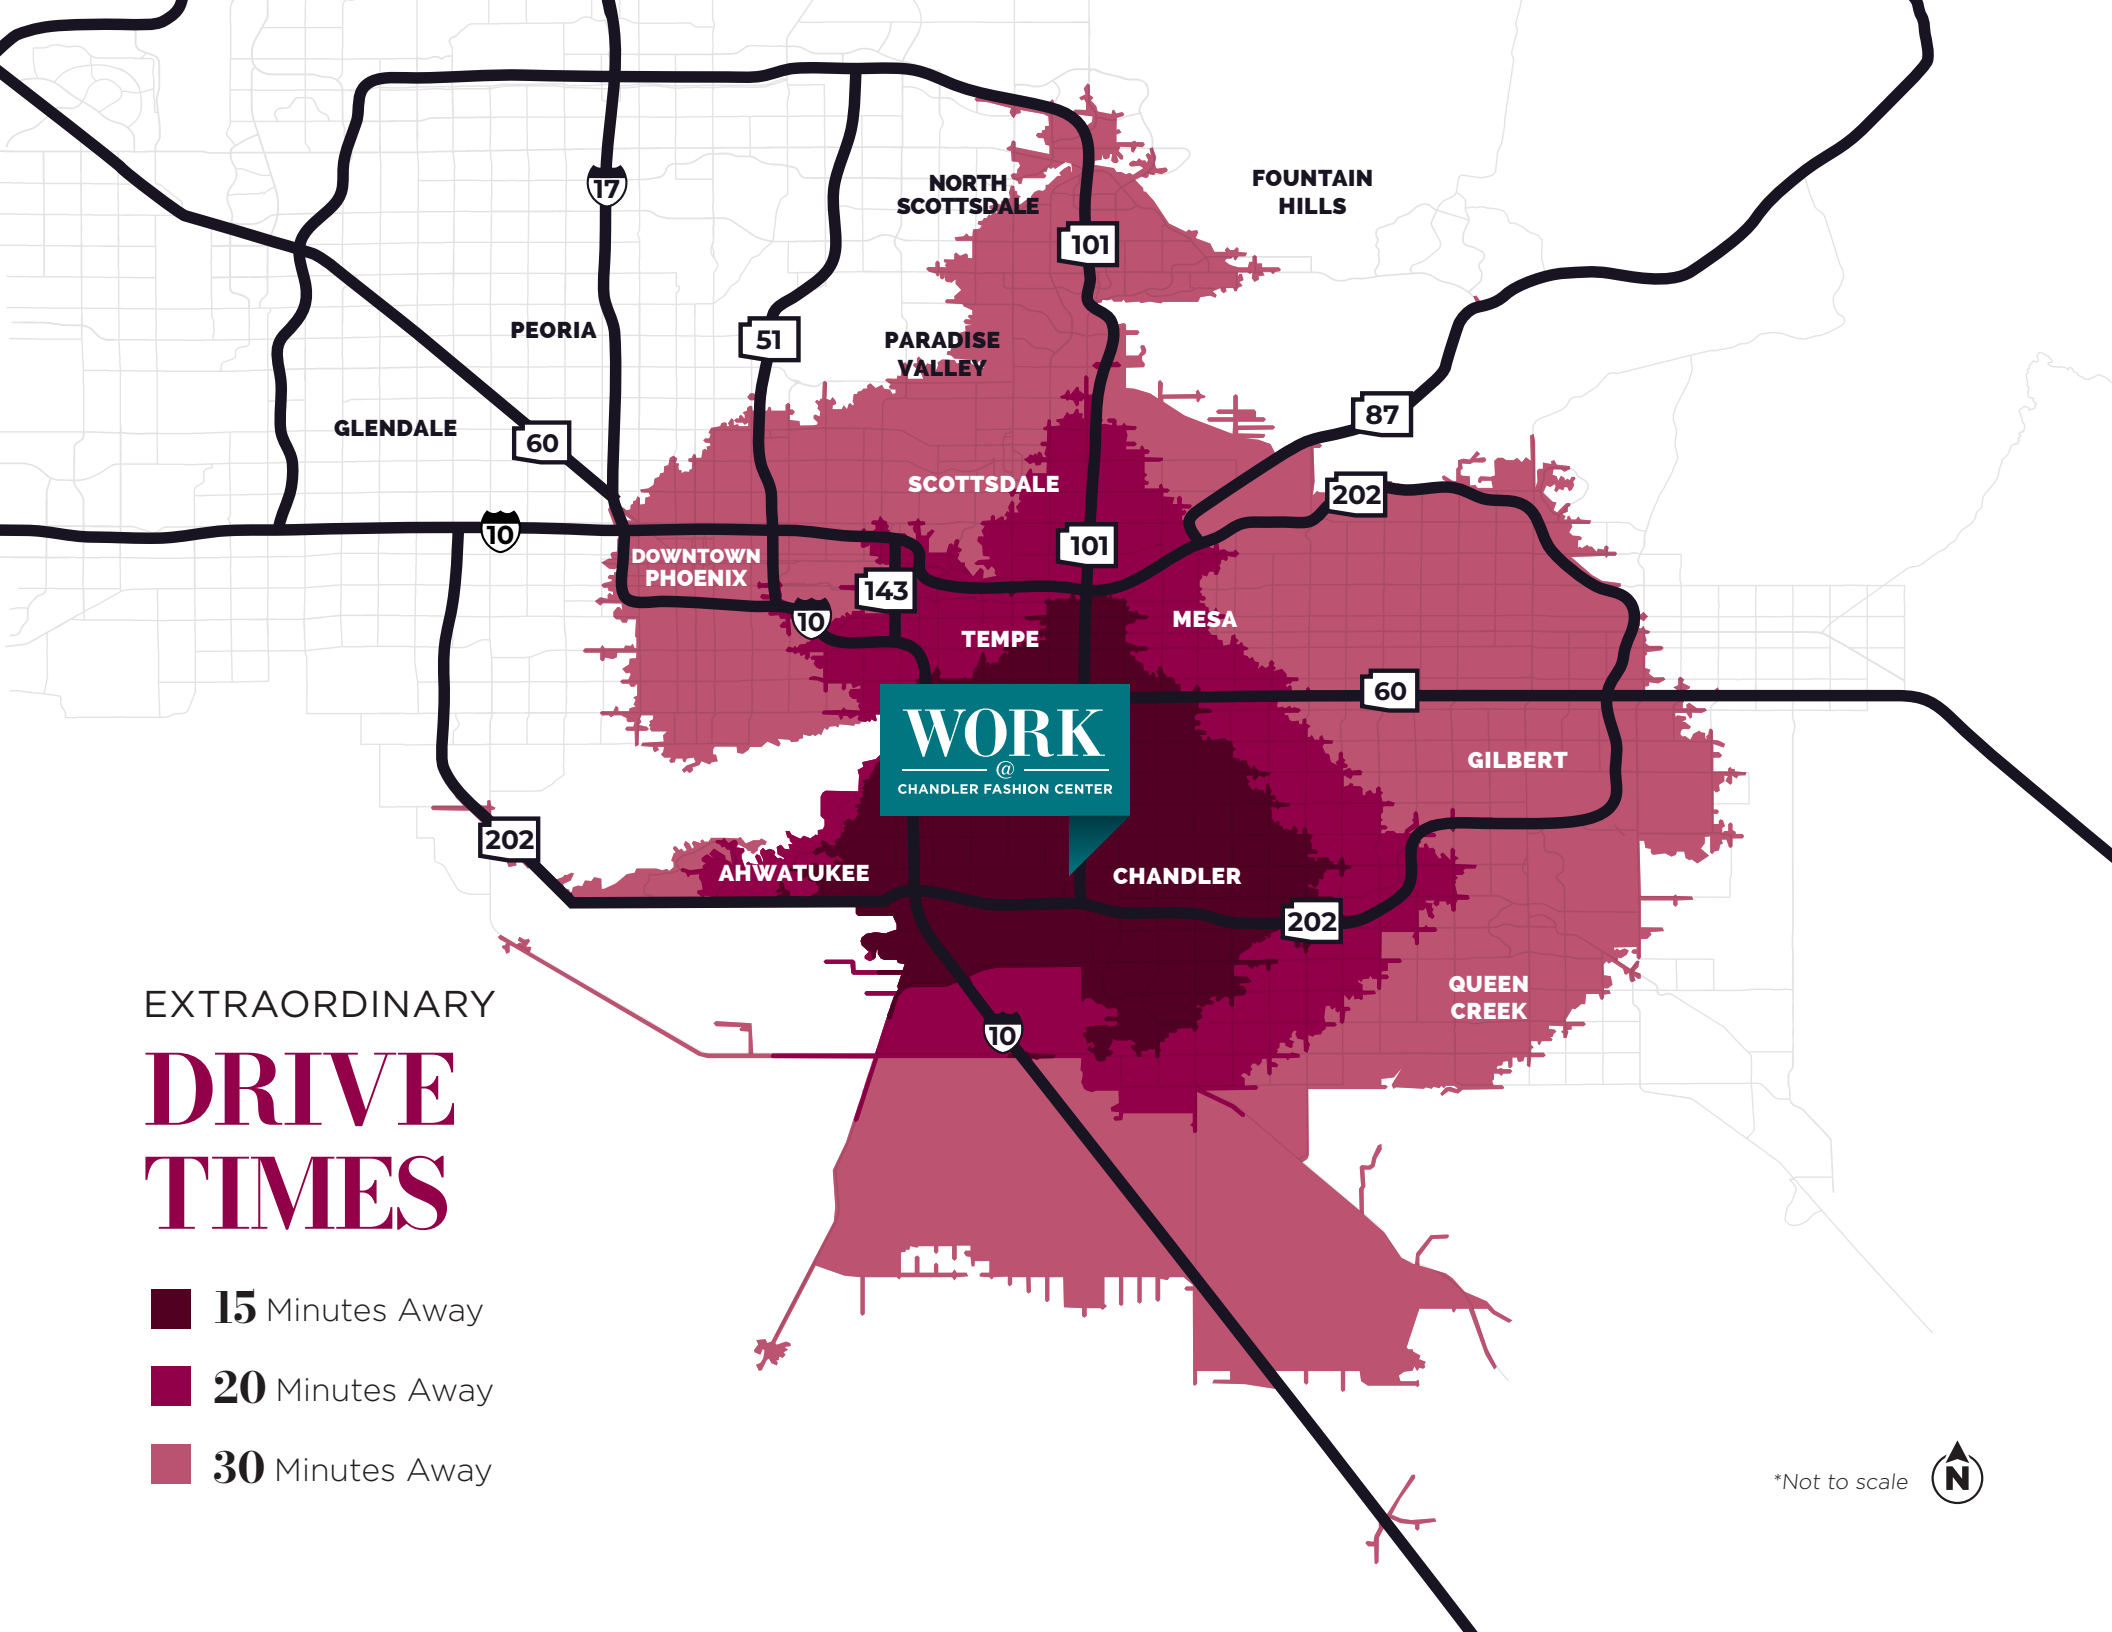 17
NORTH
SCOTTSDALE
FOUNTAIN
HILLS
101
PEORIA
51
PARADISE
VALLEY
GLENDALE
60
87
SCOTTSDALE
202
10
101
DOWNTOWN
PHOENIX
143
10
TEMPE
MESA
60
WORK
@
CHANDLER FASHION CENTER
GILBERT
202
AHWATUKEE
CHANDLER
202
QUEEN
CREEK
10
EXTRAORDINARY
DRIVE
TIMES
15 Minutes Away
20 Minutes Away
30 Minutes Away
*Not to scale
N